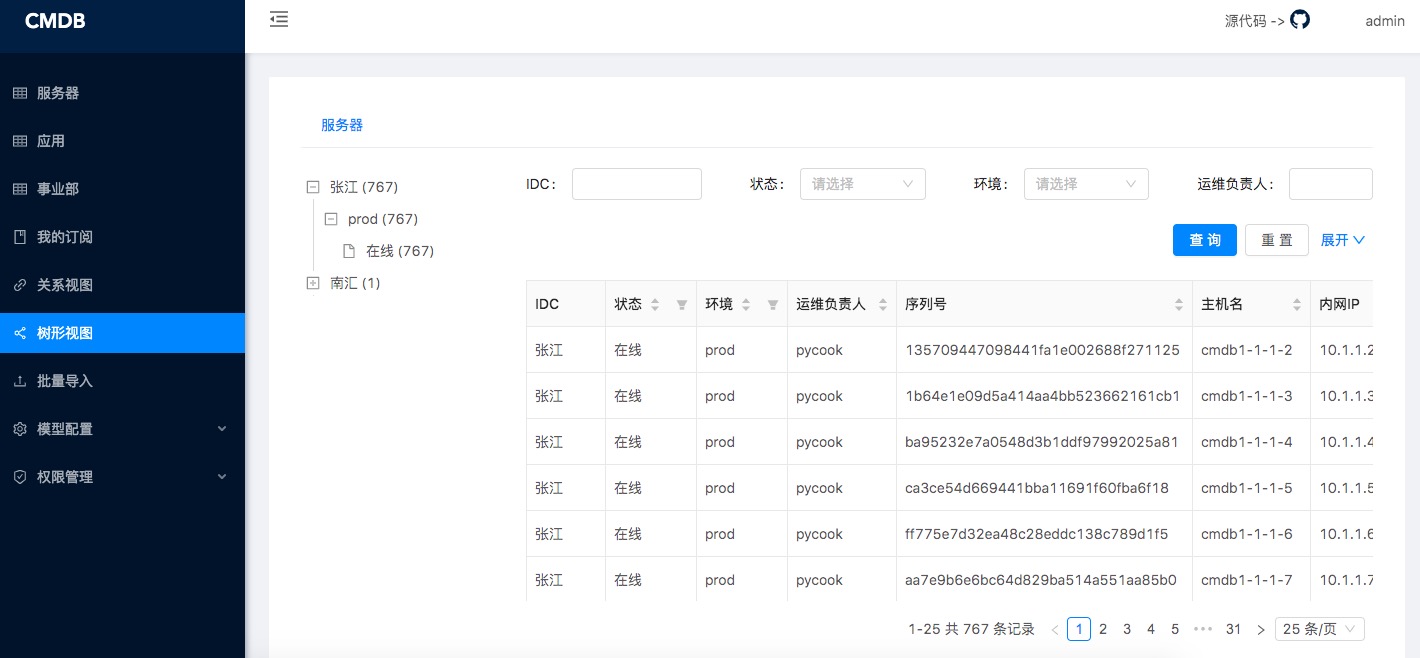 CMDB
源代码 ->
admin
服务器
应用
事业部
我的订阅
关系视图
树形视图
批量导入
模型配置
权限管理
服务器
张江 (767)
prod (767)
在线 (767)
南汇 (1)
IDC: 状态: 请选择 环境: 请选择 运维负责人:
查 询 重 置 展开
IDC 状态 环境 运维负责人 序列号 主机名 内网IP
张江 在线 prod pycook 135709447098441fa1e002688f271125 cmdb1-1-1-2 10.1.1.2
张江 在线 prod pycook 1b64e1e09d5a414aa4bb523662161cb1 cmdb1-1-1-3 10.1.1.3
张江 在线 prod pycook ba95232e7a0548d3b1ddf97992025a81 cmdb1-1-1-4 10.1.1.4
张江 在线 prod pycook ca3ce54d669441bba11691f60fba6f18 cmdb1-1-1-5 10.1.1.5
张江 在线 prod pycook ff775e7d32ea48c28eddc138c789d1f5 cmdb1-1-1-6 10.1.1.6
张江 在线 prod pycook aa7e9b6e6bc64d829ba514a551aa85b0 cmdb1-1-1-7 10.1.1.7
1-25 共 767 条记录 < 1 2 3 4 5 ••• 31 > 25 条/页